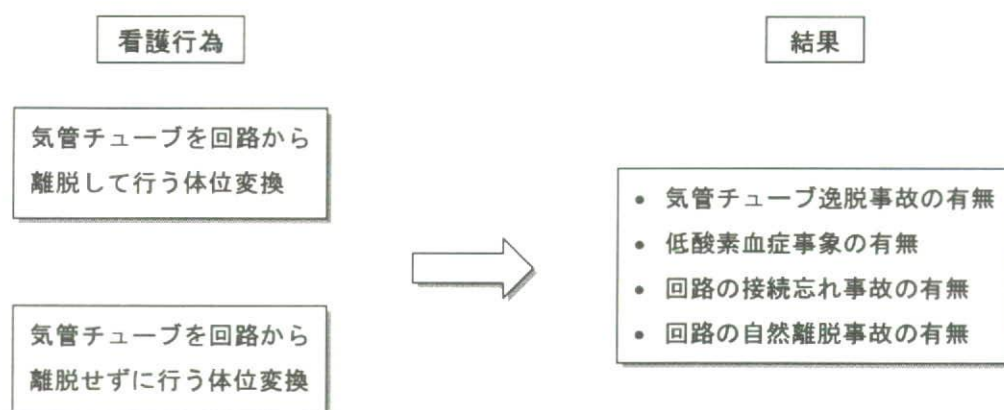 看護行為
気管チューブを回路から
離脱して行う体位変換
気管チューブを回路から
離脱せずに行う体位変換
結果
• 気管チューブ逸脱事故の有無
• 低酸素血症事象の有無
• 回路の接続忘れ事故の有無
• 回路の自然離脱事故の有無